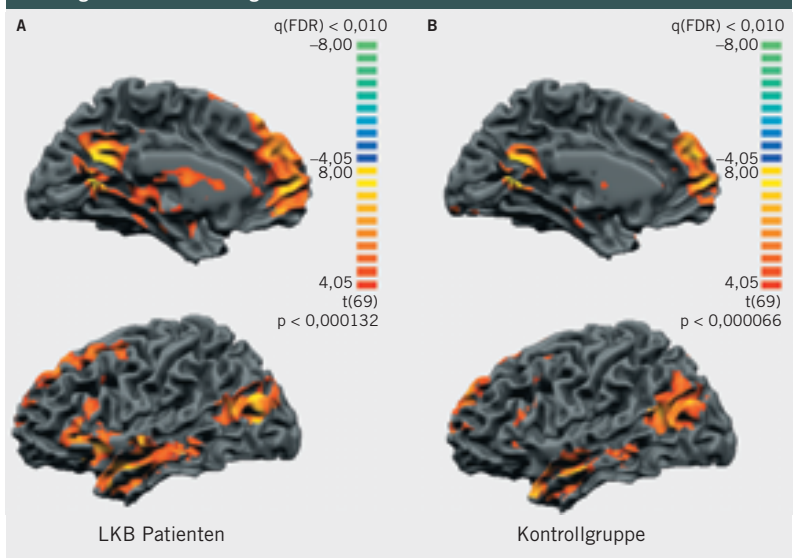 A
q(FDR) < 0,010
–8,00
–4,05
8,00
4,05
t(69)
p < 0,000132
LKB Patienten
B
q(FDR) < 0,010
–8,00
–4,05
8,00
4,05
t(69)
p < 0,000066
Kontrollgruppe